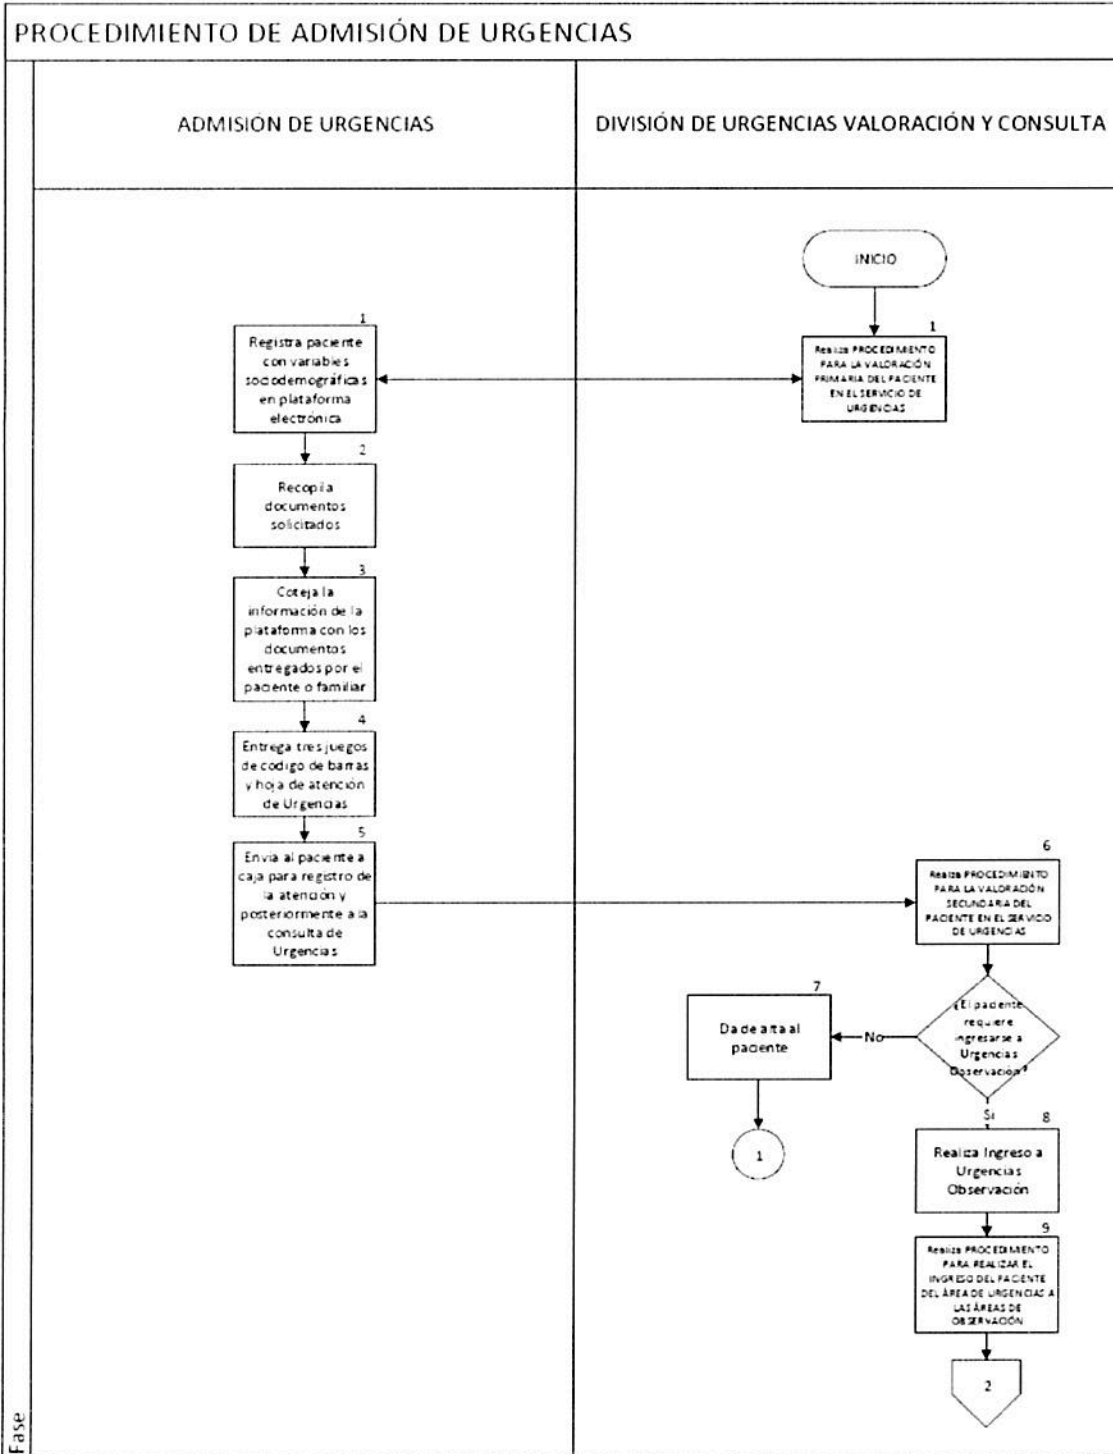 PROCEDIMIENTO DE ADMISIÓN DE URGENCIAS
ADMISIÓN DE URGENCIAS
DIVISIÓN DE URGENCIAS VALORACIÓN Y CONSULTA
INICIO
1
Realiza PROCEDIMIENTO
PARA LA VALORACIÓN
PRIMARIA DEL PACIENTE
EN EL SERVICIO DE
URGENCIAS
1
Registra paciente
con variables
sociodemográficas
en plataforma
electrónica
2
Recopila
documentos
solicitados
3
Coteja la
información de la
plataforma con los
documentos
entregados por el
paciente o familiar
4
Entrega tres juegos
de codigo de barras
y hoja de atención
de Urgencias
5
Envia al paciente a
caja para registro de
la atención y
posteriormente a la
consulta de
Urgencias
6
Realiza PROCEDIMIENTO
PARA LA VALORACIÓN
SECUNDARIA DEL
PACIENTE EN EL SERVICIO
DE URGENCIAS
¿El paciente
requiere
ingresarse a
Urgencias
Observación?
No
7
Da de alta al
paciente
1
Si
8
Realiza Ingreso a
Urgencias
Observación
9
Realiza PROCEDIMIENTO
PARA REALIZAR EL
INGRESO DEL PACIENTE
DEL ÁREA DE URGENCIAS A
LAS ÁREAS DE
OBSERVACIÓN
2
Fase